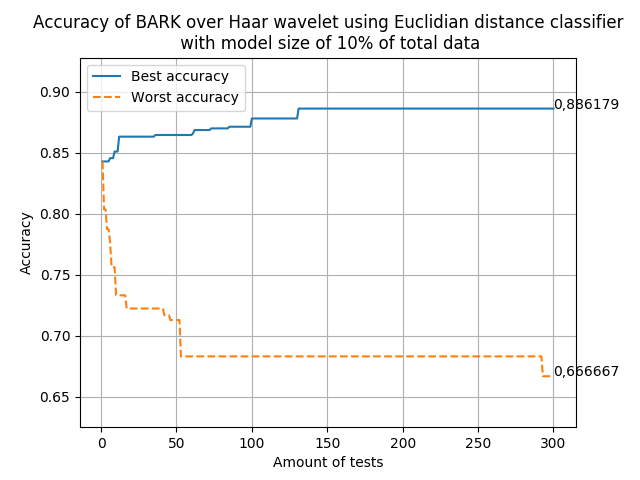 Accuracy of BARK over Haar wavelet using Euclidian distance classifier
with model size of 10% of total data
Best accuracy
Worst accuracy
0.90
0.85
0.80
0.75
0.70
0.65
Accuracy
0,886179
0,666667
0 50 100 150 200 250 300
Amount of tests